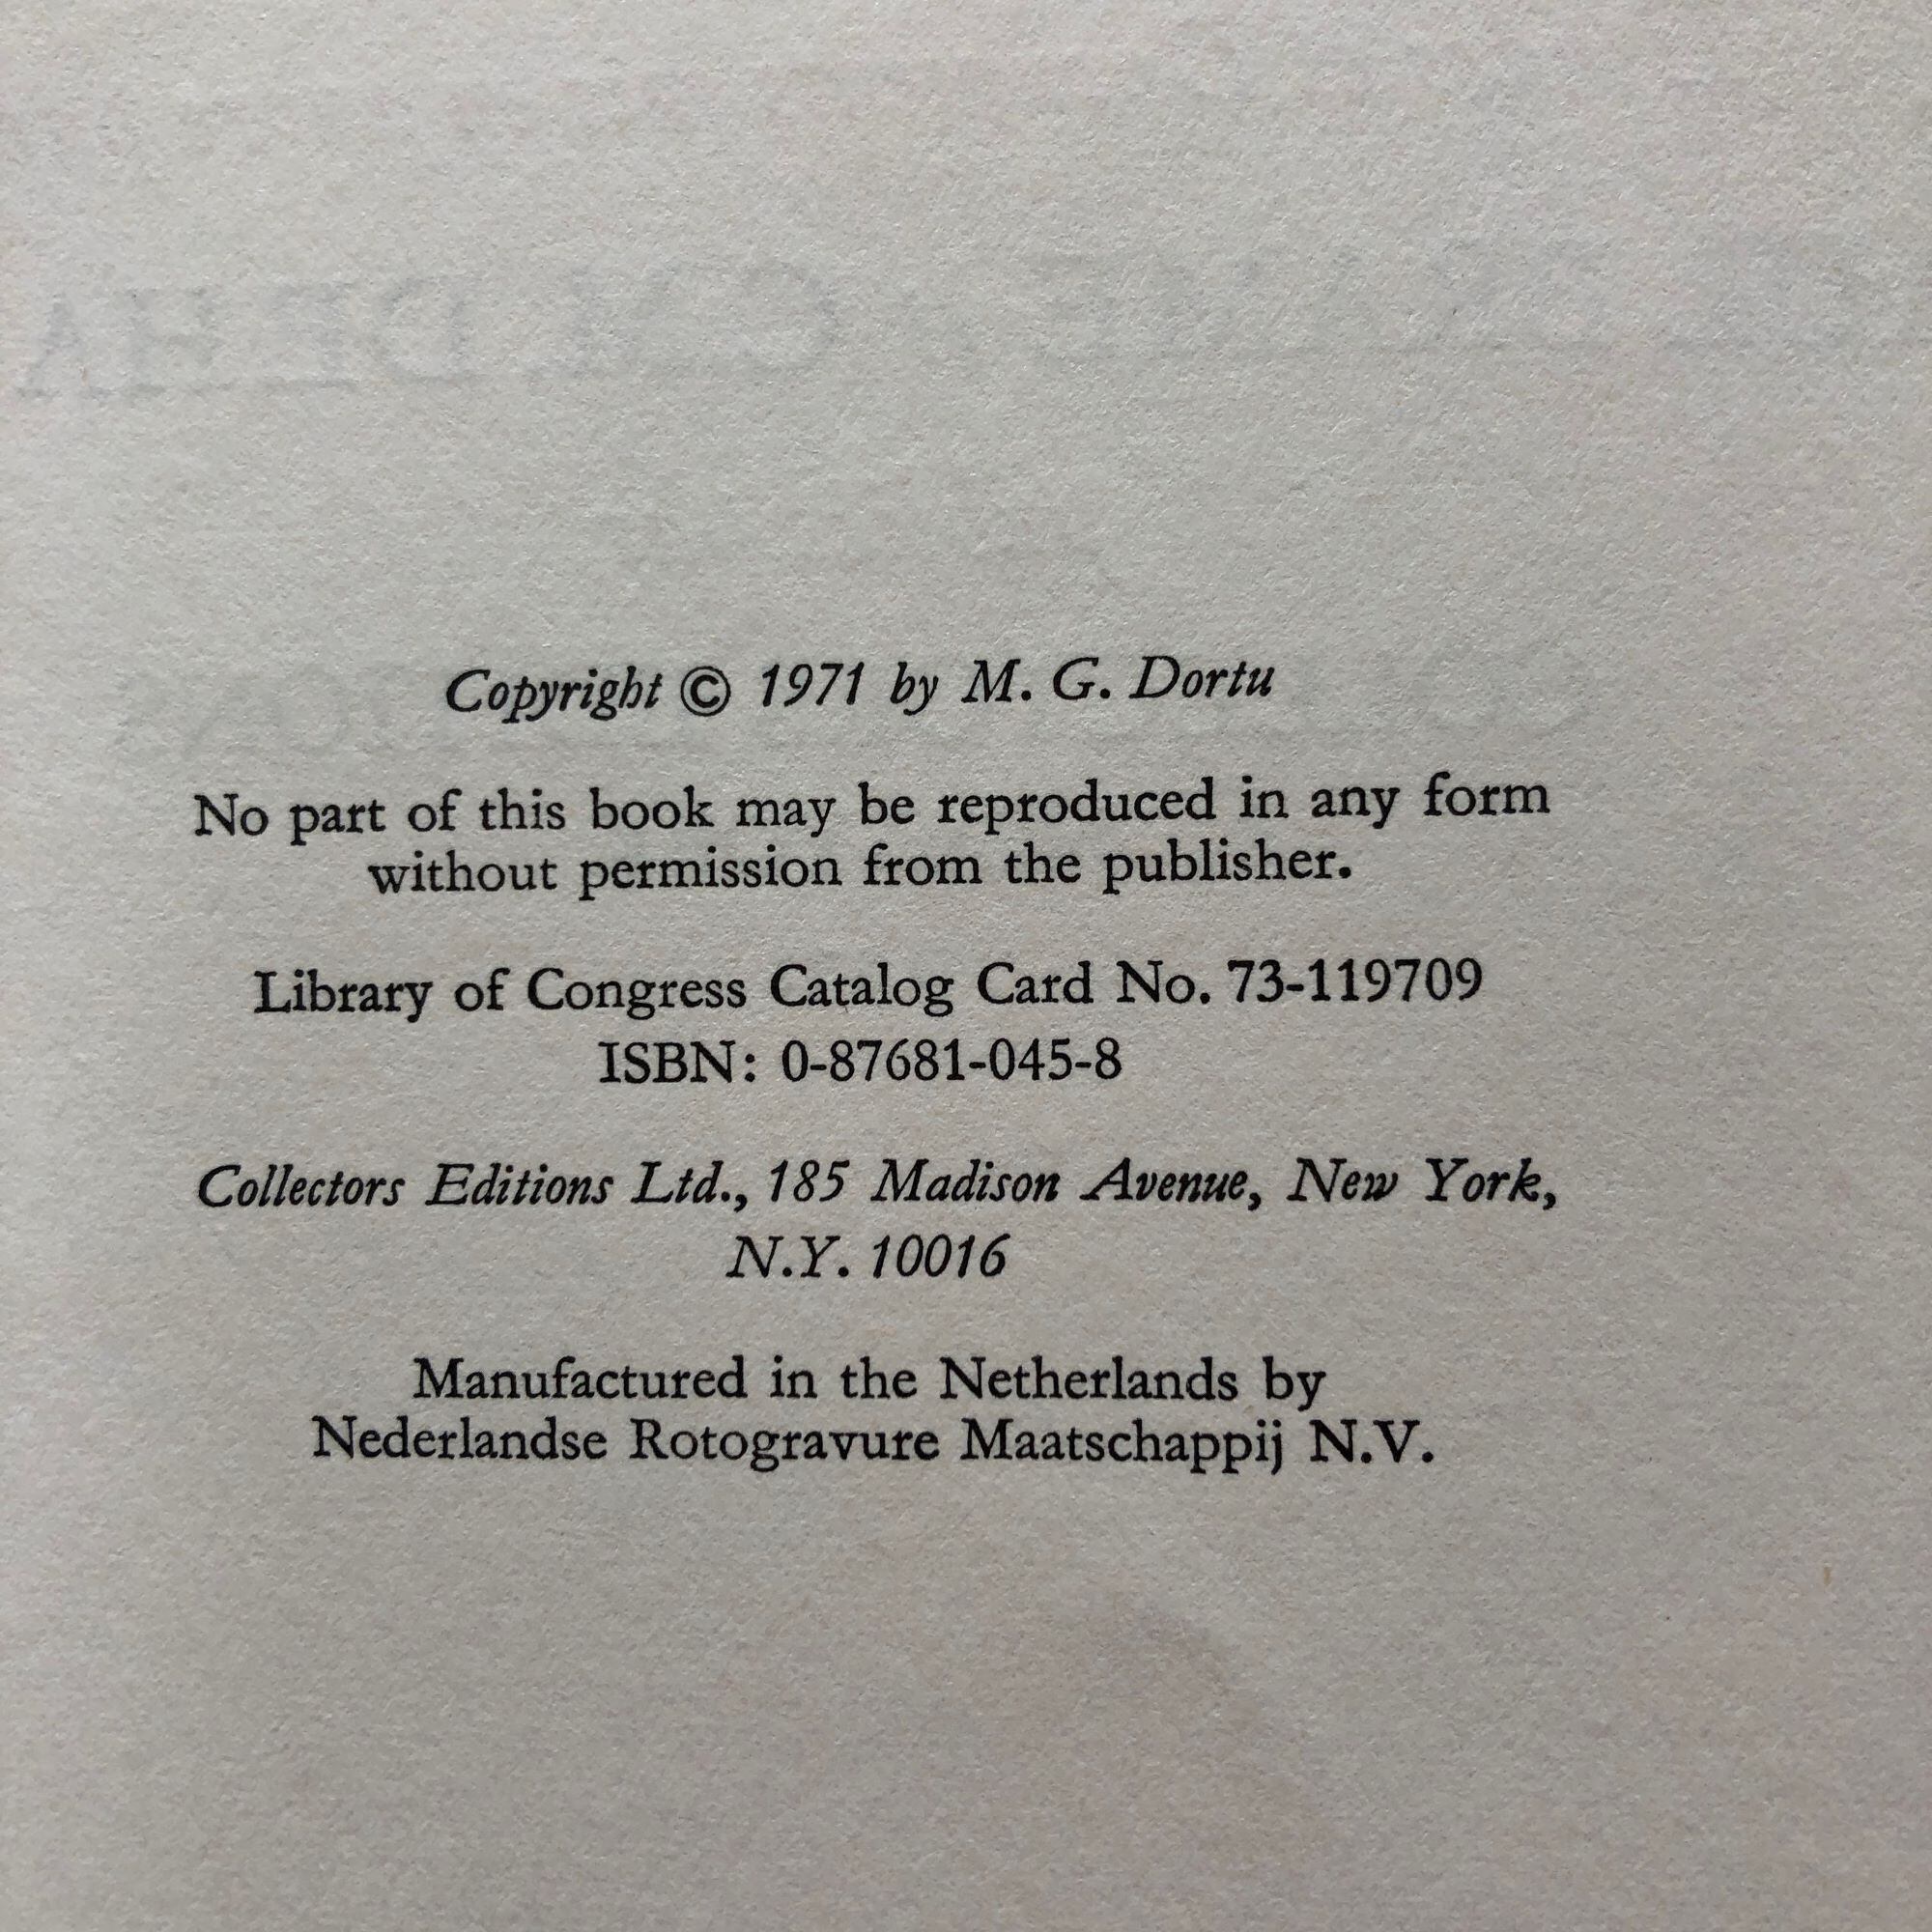 Copyright © 1971 by M. G. Dortu
No part of this book may be reproduced in any form
without permission from the publisher.
Library of Congress Catalog Card No. 73-119709
ISBN: 0-87681-045-8
Collectors Editions Ltd., 185 Madison Avenue, New York,
N.Y. 10016
Manufactured in the Netherlands by
Nederlandse Rotogravure Maatschappij N.V.